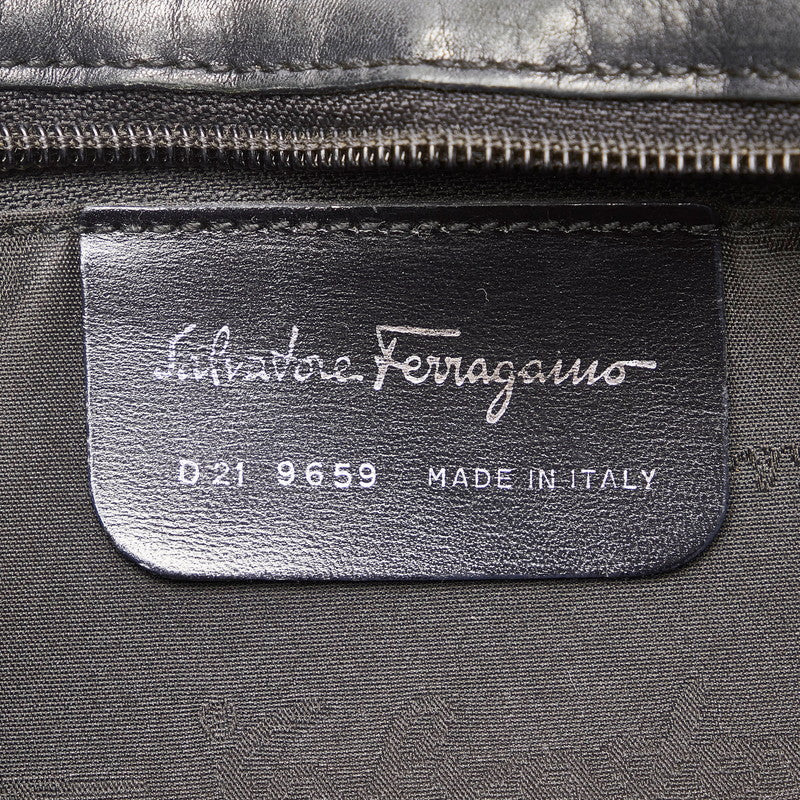 Salvatore Ferragamo
D21 9659 MADE IN ITALY